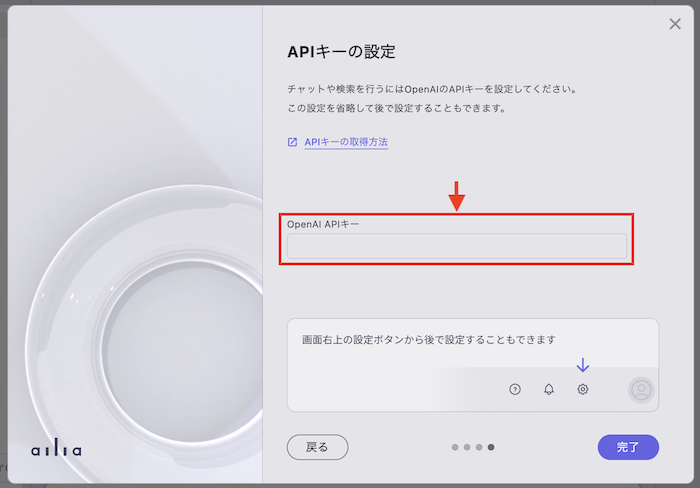 APIキーの設定
チャットや検索を行うにはOpenAIのAPIキーを設定してください。
この設定を省略して後で設定することもできます。
APIキーの取得方法
OpenAI APIキー
画面右上の設定ボタンから後で設定することもできます
ailia
戻る
完了